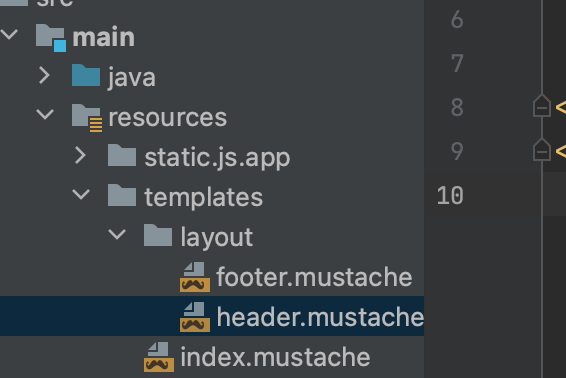 src
main
6
java
7
resources
8
<
static.js.app
9
<
templates
10
layout
footer.mustache
header.mustache
index.mustache